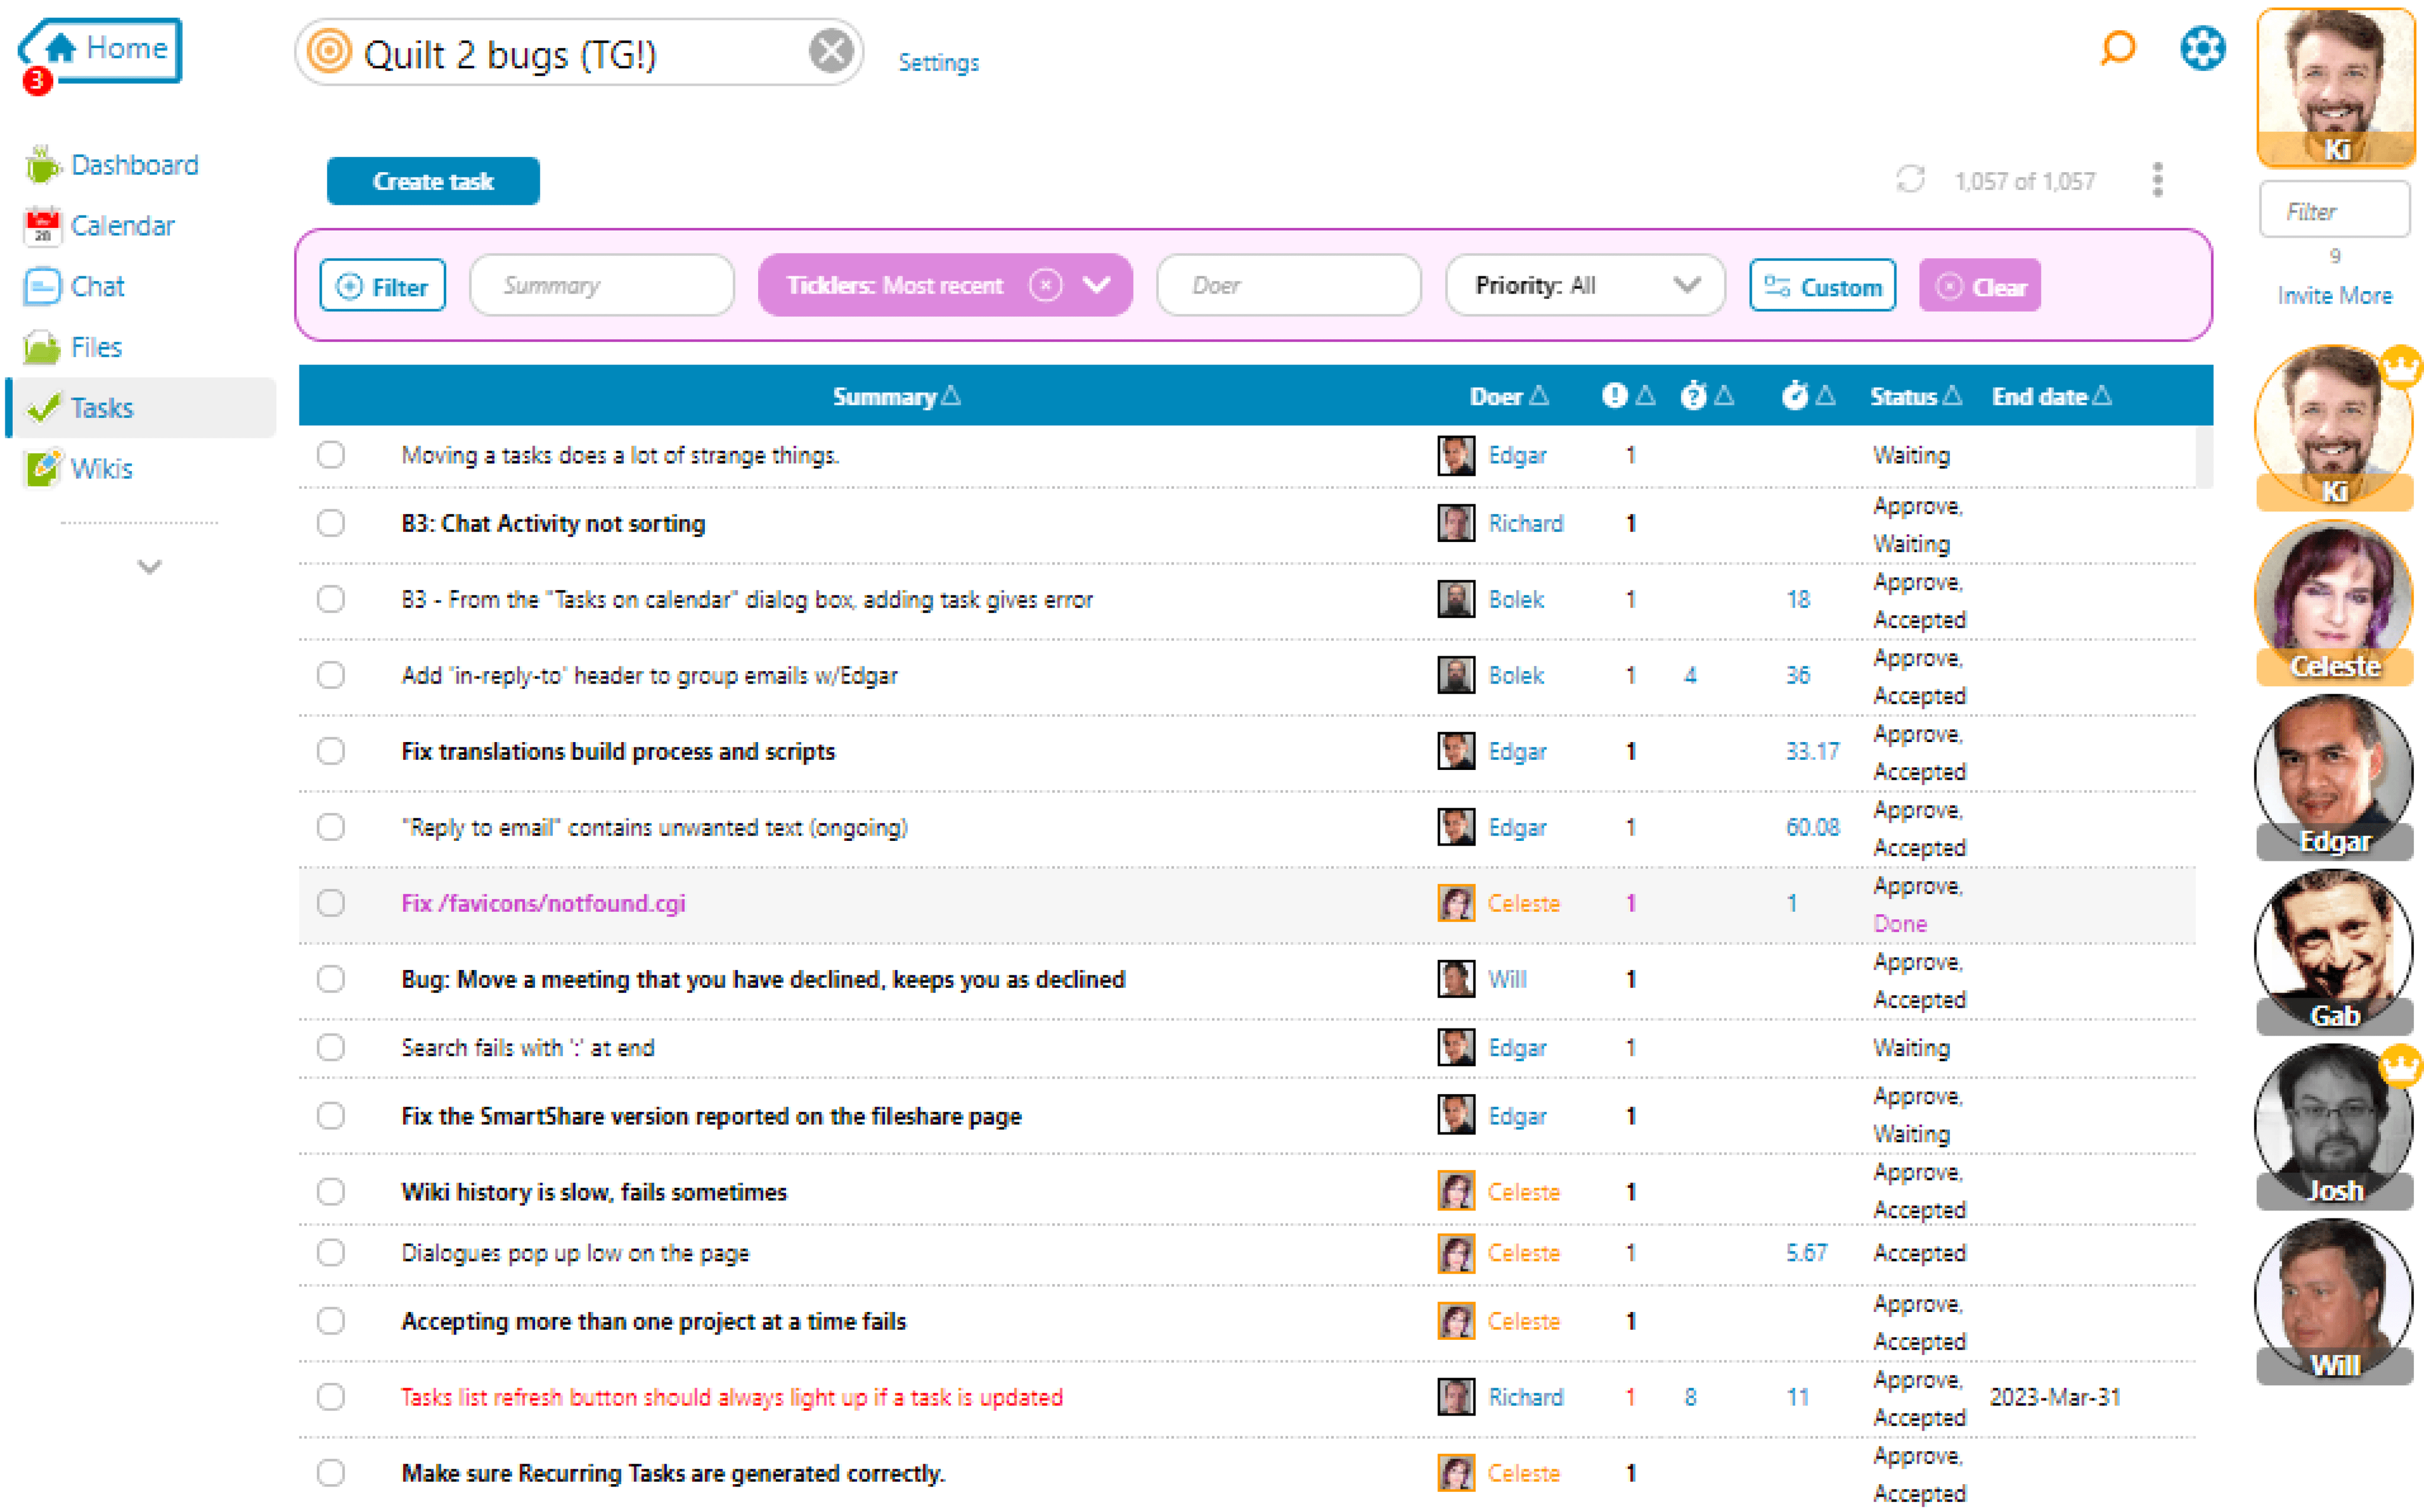 Home
3
Quilt 2 bugs (TG!)
Settings
Ki
Dashboard
Calendar
20
Chat
Files
Tasks
Wikis
Create task
1,057 of 1,057
Filter
9
Invite More
Filter
Summary
Ticklers: Most recent
Doer
Priority: All
Custom
Clear
Summary Doer Status End date
Moving a tasks does a lot of strange things. Edgar 1 Waiting
B3: Chat Activity not sorting Richard 1 Approve,
Waiting
B3 - From the "Tasks on calendar" dialog box, adding task gives error Bolek 1 18 Approve,
Accepted
Add 'in-reply-to' header to group emails w/Edgar Bolek 1 4 36 Approve,
Accepted
Fix translations build process and scripts Edgar 1 33.17 Approve,
Accepted
"Reply to email" contains unwanted text (ongoing) Edgar 1 60.08 Approve,
Accepted
Fix /favicons/notfound.cgi Celeste 1 1 Approve,
Done
Bug: Move a meeting that you have declined, keeps you as declined Will 1 Approve,
Accepted
Search fails with ':' at end Edgar 1 Waiting
Fix the SmartShare version reported on the fileshare page Edgar 1 Approve,
Waiting
Wiki history is slow, fails sometimes Celeste 1 Approve,
Accepted
Dialogues pop up low on the page Celeste 1 5.67 Accepted
Accepting more than one project at a time fails Celeste 1 Approve,
Accepted
Tasks list refresh button should always light up if a task is updated Richard 1 8 11 Approve,
Accepted 2023-Mar-31
Make sure Recurring Tasks are generated correctly. Celeste 1 Approve,
Accepted
Ki
Celeste
Edgar
Gab
Josh
Will